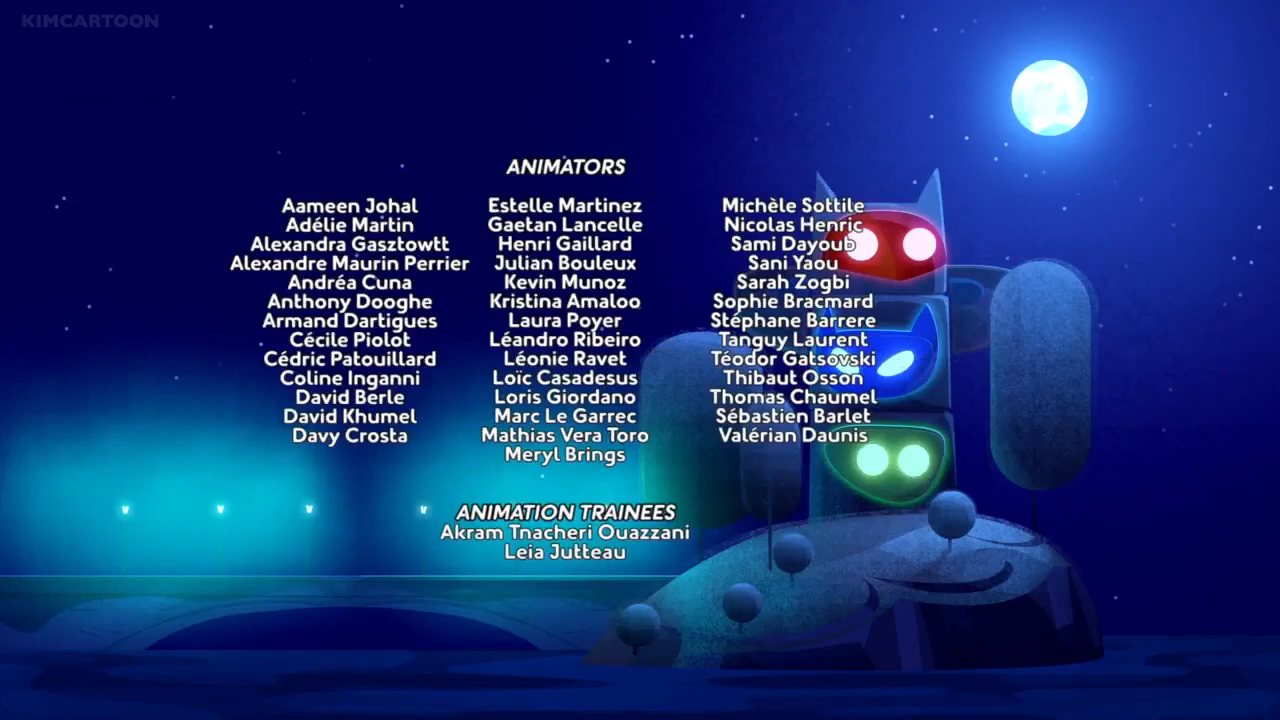 KIMCARTOON
ANIMATORS
Aameen Johal
Adélie Martin
Alexandra Gasztowtt
Alexandre Maurin Perrier
Andréa Cuna
Anthony Dooghe
Armand Dartigues
Cécile Piolot
Cédric Patouillard
Coline Inganni
David Berle
David Khumel
Davy Crosta
Estelle Martinez
Gaetan Lancelle
Henri Gaillard
Julian Bouleux
Kevin Munoz
Kristina Amaloo
Laura Poyer
Léandro Ribeiro
Léonie Ravet
Loïc Casadesus
Loris Giordano
Marc Le Garrec
Mathias Vera Toro
Meryl Brings
Michèle Sottile
Nicolas Henric
Sami Dayoub
Sani Yaou
Sarah Zogbi
Sophie Bracmard
Stéphane Barrere
Tanguy Laurent
Téodor Gatsovski
Thibaut Osson
Thomas Chaumel
Sébastien Barlet
Valérian Daunis
ANIMATION TRAINEES
Akram Tnacheri Ouazzani
Leia Jutteau